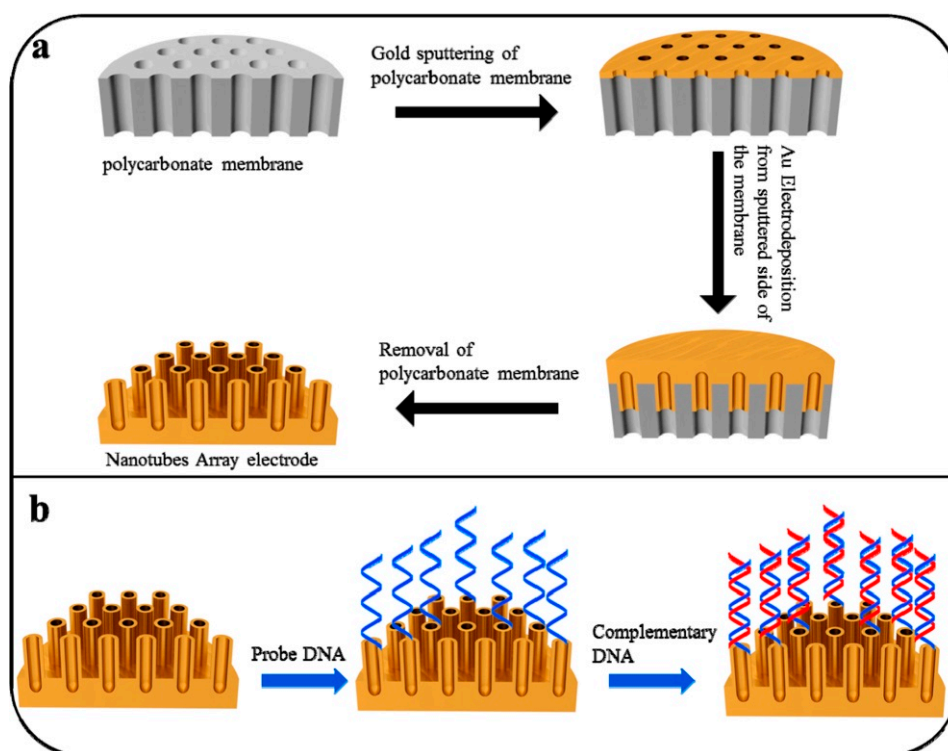 a
Gold sputtering of
polycarbonate membrane
polycarbonate membrane
Au Electrodeposition
from sputtered side of
the membrane
Removal of
polycarbonate membrane
Nanotubes Array electrode
b
Probe DNA
Complementary
DNA